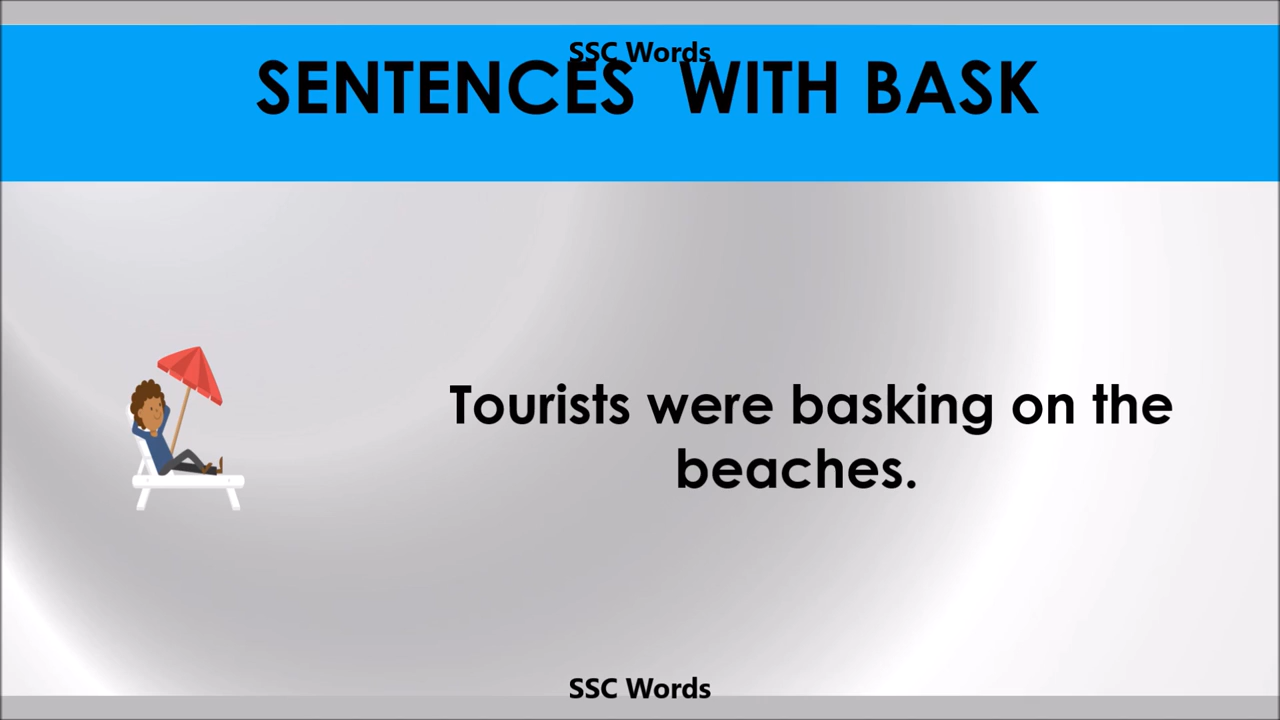 SSC Words
SENTENCES WITH BASK
Tourists were basking on the
beaches.
SSC Words